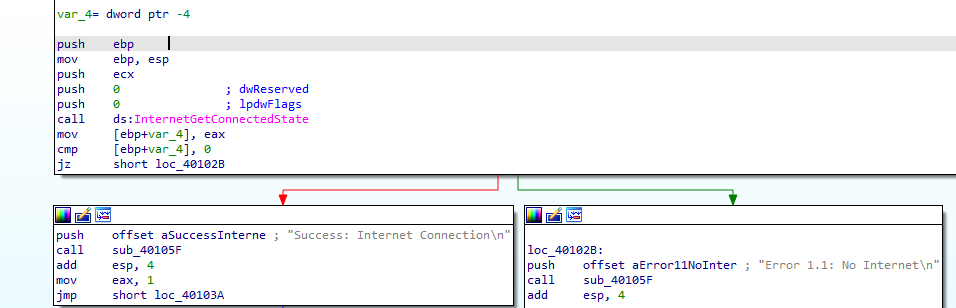 var_4= dword ptr -4
push ebp
mov ebp, esp
push ecx
push 0 ; dwReserved
push 0 ; lpdwFlags
call ds:InternetGetConnectedState
mov [ebp+var_4], eax
cmp [ebp+var_4], 0
jz short loc_40102B
push offset aSuccessInterne ; "Success: Internet Connection\n"
call sub_40105F
add esp, 4
mov eax, 1
jmp short loc_40103A
loc_40102B:
push offset aError11NoInter ; "Error 1.1: No Internet\n"
call sub_40105F
add esp, 4